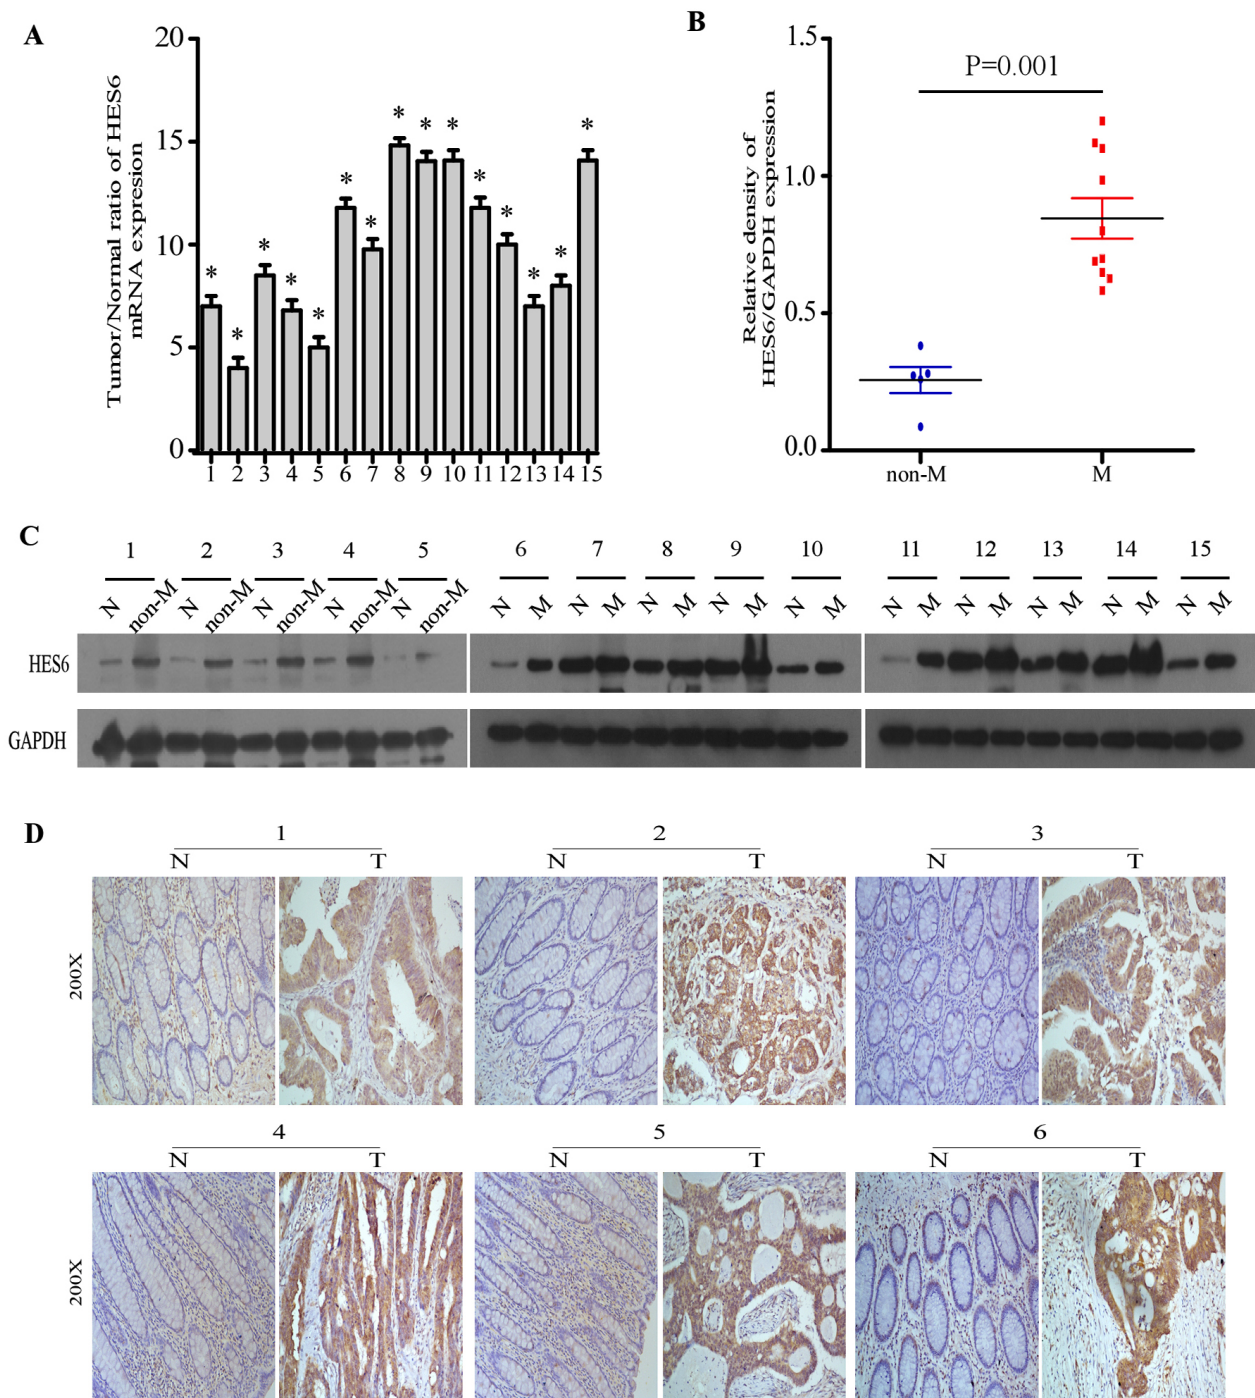 A
Tumor/Normal ratio of HES6
mRNA expresion
20
15
10
5
0
* * * * * * * * * * * * * * *
1 2 3 4 5 6 7 8 9 10 11 12 13 14 15
B
Relative density of
HES6/GAPDH expression
1.5
1.0
0.5
0.0
P=0.001
non-M M
C
1 2 3 4 5 6 7 8 9 10 11 12 13 14 15
N non-M N non-M N non-M N non-M N non-M N M N M N M N M N M N M N M N M N M N M
HES6
GAPDH
D
1 2 3
N T N T N T
200X
4 5 6
N T N T N T
200X